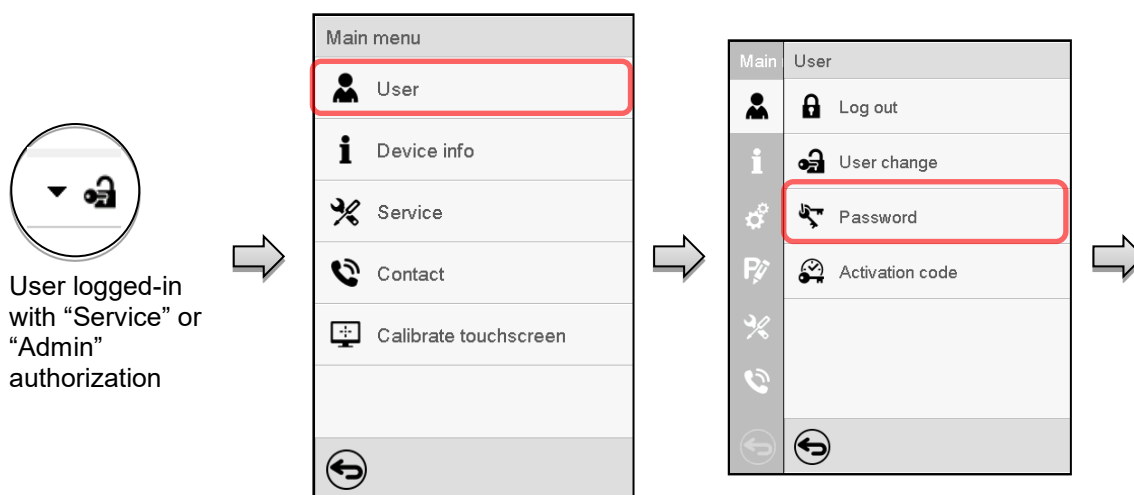 User logged-in
with “Service” or
“Admin”
authorization
Main menu
User
Device info
Service
Contact
Calibrate touchscreen
Main
User
Log out
User change
Password
Activation code